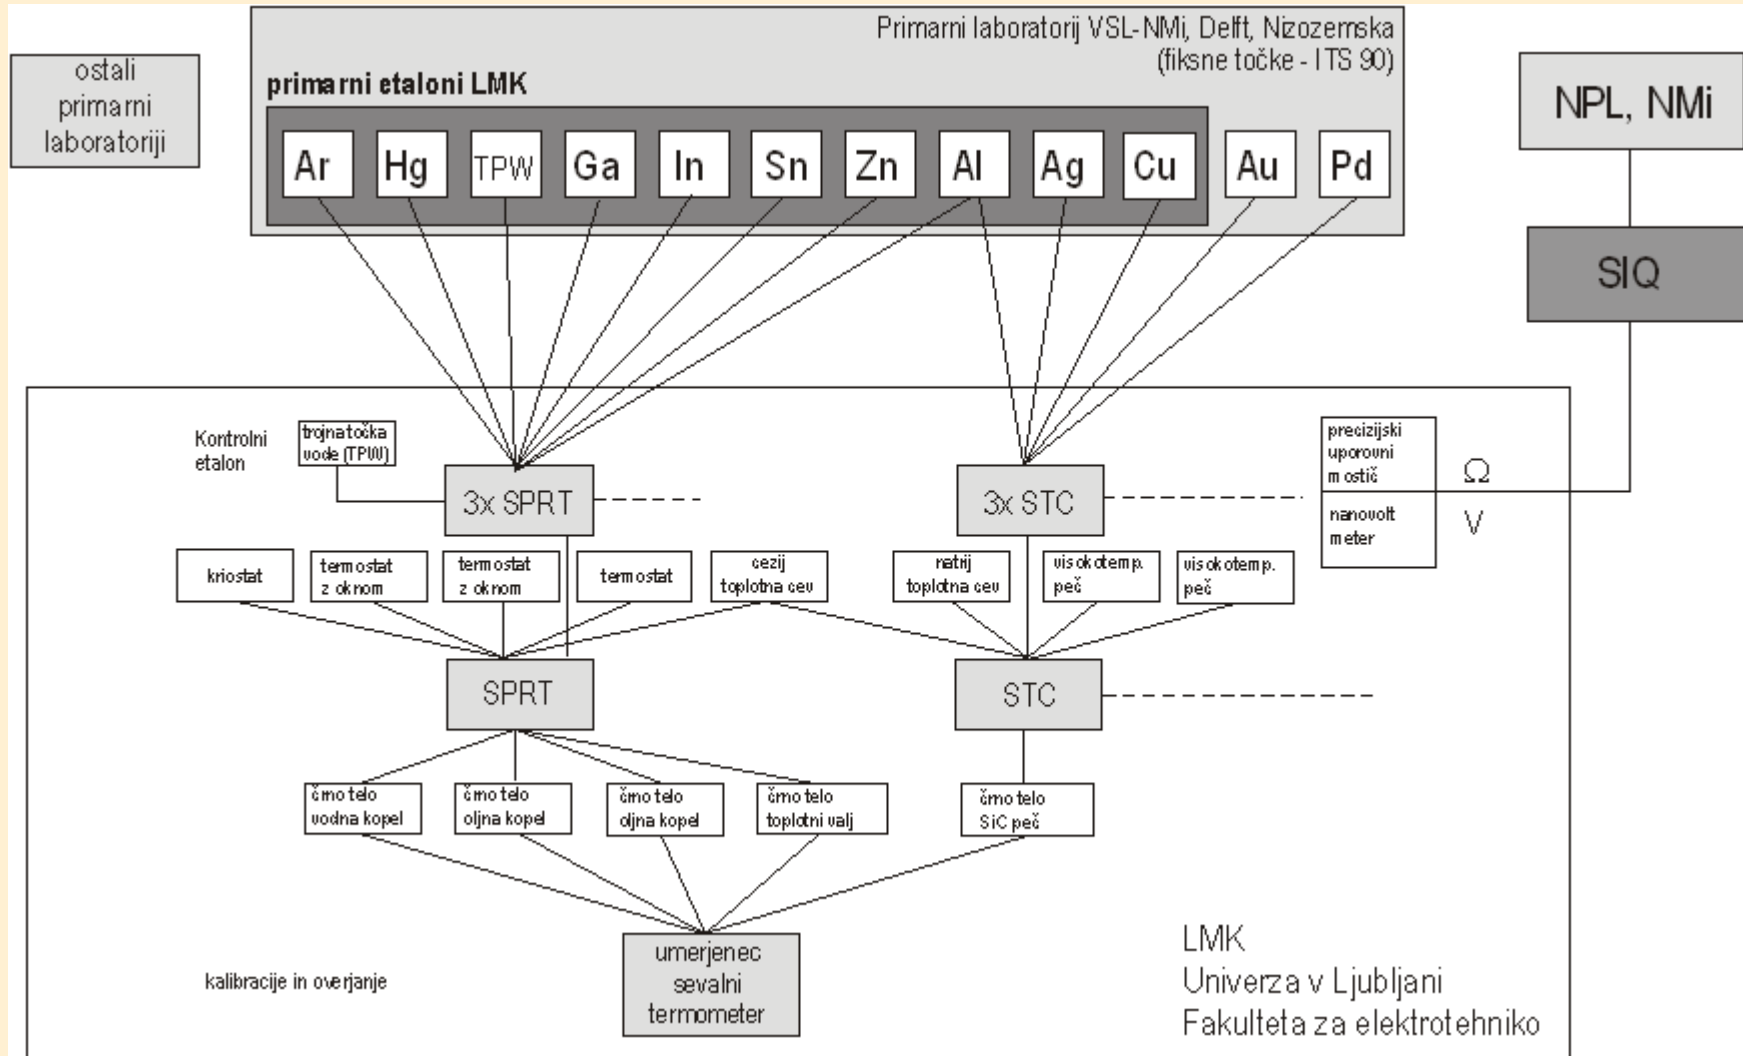 Primarni laboratorij VSL-NMi, Delft, Nizozemska
(fiksne točke - ITS 90)
ostali
primarni
laboratoriji
primarni etaloni LMK
NPL, NMi
Ar
Hg
TPW
Ga
In
Sn
Zn
Al
Ag
Cu
Au
Pd
SIQ
Kontrolni
etalon
trojna točka
vode (TPW)
3x SPRT
3x STC
precizijski
uporovni
mostič
Ω
nanovolt
meter
V
kriostat
termostat
z oknom
termostat
z oknom
termostat
cezij
toplotna cev
natrij
toplotna cev
visokotemp.
peč
visokotemp.
peč
SPRT
STC
črno telo
vodna kopel
črno telo
oljna kopel
črno telo
oljna kopel
črno telo
toplotni valj
črno telo
SiC peč
umerjenec
sevalni
termometer
kalibracije in overjanje
LMK
Univerza v Ljubljani
Fakulteta za elektrotehniko